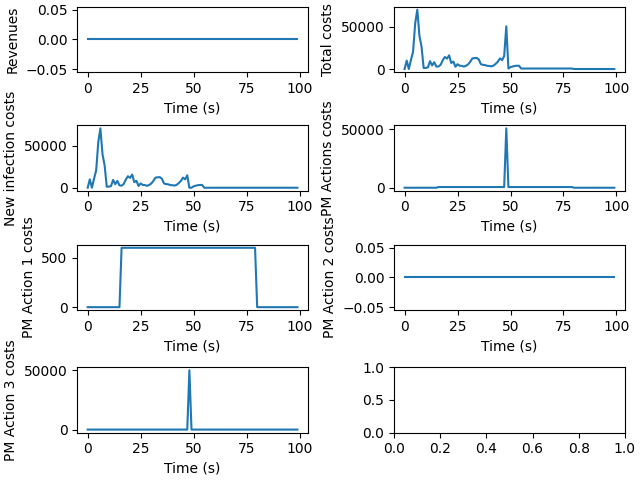 Revenues
0.05
0.00
−0.05
0 25 50 75 100
Time (s)
Total costs
50000
0
0 25 50 75 100
Time (s)
New infection costs
50000
0
0 25 50 75 100
Time (s)
PM Actions costs
50000
0
0 25 50 75 100
Time (s)
PM Action 1 costs
500
0
0 25 50 75 100
Time (s)
PM Action 2 costs
0.05
0.00
−0.05
0 25 50 75 100
Time (s)
PM Action 3 costs
50000
0
0 25 50 75 100
Time (s)
1.0
0.5
0.0
0.0 0.2 0.4 0.6 0.8 1.0